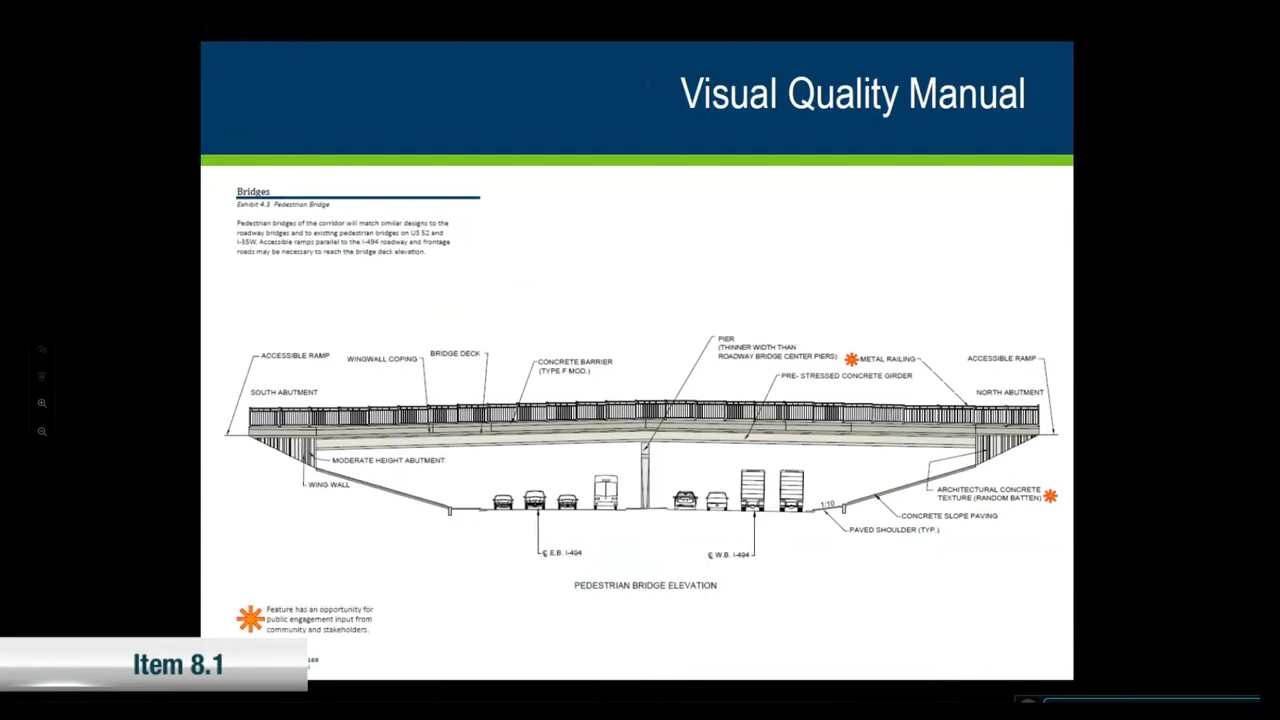 Visual Quality Manual
Bridges
Exhibit 4.3 Pedestrian Bridge
Pedestrian bridges of the corridor will match similar designs to the
roadway bridges and to existing pedestrian bridges on US 52 and
I-35W. Accessible ramps parallel to the I-494 roadway and frontage
roads may be necessary to reach the bridge deck elevation.
ACCESSIBLE RAMP
WINGWALL COPING
BRIDGE DECK
CONCRETE BARRIER
(TYPE F MOD.)
PIER
(THINNER WIDTH THAN
ROADWAY BRIDGE CENTER PIERS)
METAL RAILING
ACCESSIBLE RAMP
PRE- STRESSED CONCRETE GIRDER
SOUTH ABUTMENT
NORTH ABUTMENT
MODERATE HEIGHT ABUTMENT
WING WALL
ARCHITECTURAL CONCRETE
TEXTURE (RANDOM BATTEN)
1:10
CONCRETE SLOPE PAVING
PAVED SHOULDER (TYP.)
℄ E.B. I-494
℄ W.B. I-494
PEDESTRIAN BRIDGE ELEVATION
Feature has an opportunity for
public engagement input from
community and stakeholders.
169
Item 8.1